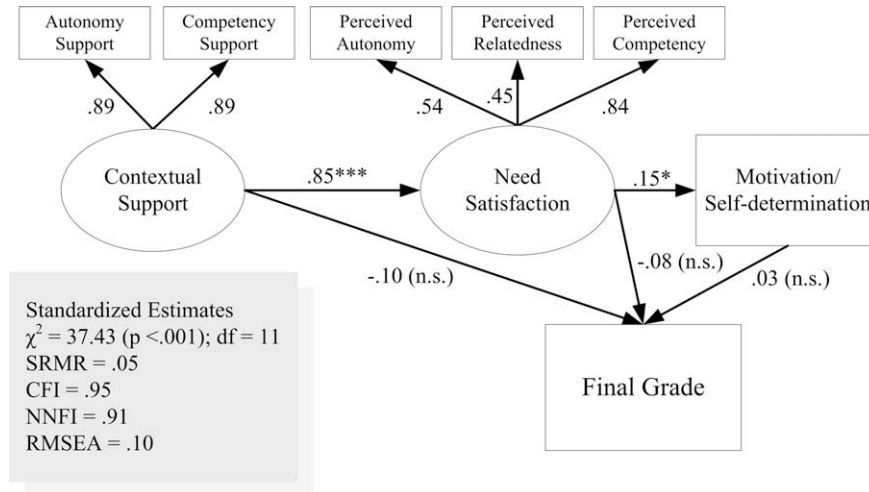 Autonomy
Support
Competency
Support
Perceived
Autonomy
Perceived
Relatedness
Perceived
Competency
.89
.89
.54
.45
.84
Contextual
Support
.85***
Need
Satisfaction
.15*
Motivation/
Self-determination
-.10 (n.s.)
-.08 (n.s.)
.03 (n.s.)
Final Grade
Standardized Estimates
χ² = 37.43 (p <.001); df = 11
SRMR = .05
CFI = .95
NNFI = .91
RMSEA = .10